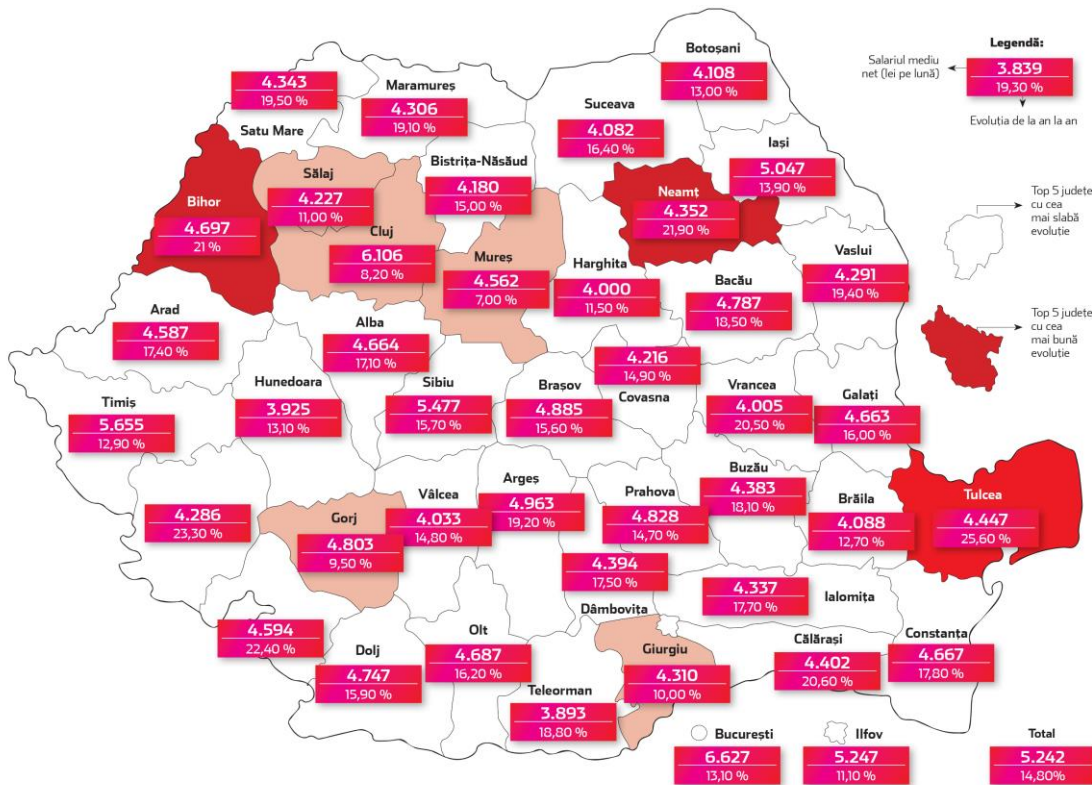 Legendă:
Salariul mediu
net (lei pe lună)
3.839
19,30 %
Evoluția de la an la an
Top 5 județe
cu cea
mai slabă
evoluție
Top 5 județe
cu cea
mai bună
evoluție
Botoșani
4.108
13,00 %
4.343
19,50 %
Satu Mare
Maramureș
4.306
19,10 %
Suceava
4.082
16,40 %
Iași
5.047
13,90 %
Bistrița-Năsăud
4.180
15,00 %
Sălaj
4.227
11,00 %
Bihor
4.697
21 %
Neamț
4.352
21,90 %
Cluj
6.106
8,20 %
Mureș
4.562
7,00 %
Harghita
4.000
11,50 %
Bacău
4.787
18,50 %
Vaslui
4.291
19,40 %
Arad
4.587
17,40 %
Alba
4.664
17,10 %
4.216
14,90 %
Covasna
Hunedoara
3.925
13,10 %
Sibiu
5.477
15,70 %
Brașov
4.885
15,60 %
Vrancea
4.005
20,50 %
Galați
4.663
16,00 %
Timiș
5.655
12,90 %
4.286
23,30 %
Gorj
4.803
9,50 %
Vâlcea
4.033
14,80 %
Argeș
4.963
19,20 %
Prahova
4.828
14,70 %
Buzău
4.383
18,10 %
Brăila
4.088
12,70 %
Tulcea
4.447
25,60 %
4.394
17,50 %
Dâmbovița
4.337
17,70 %
Ialomița
4.594
22,40 %
Dolj
4.747
15,90 %
Olt
4.687
16,20 %
Teleorman
3.893
18,80 %
Giurgiu
4.310
10,00 %
Călărași
4.402
20,60 %
Constanța
4.667
17,80 %
București
6.627
13,10 %
Ilfov
5.247
11,10 %
Total
5.242
14,80%